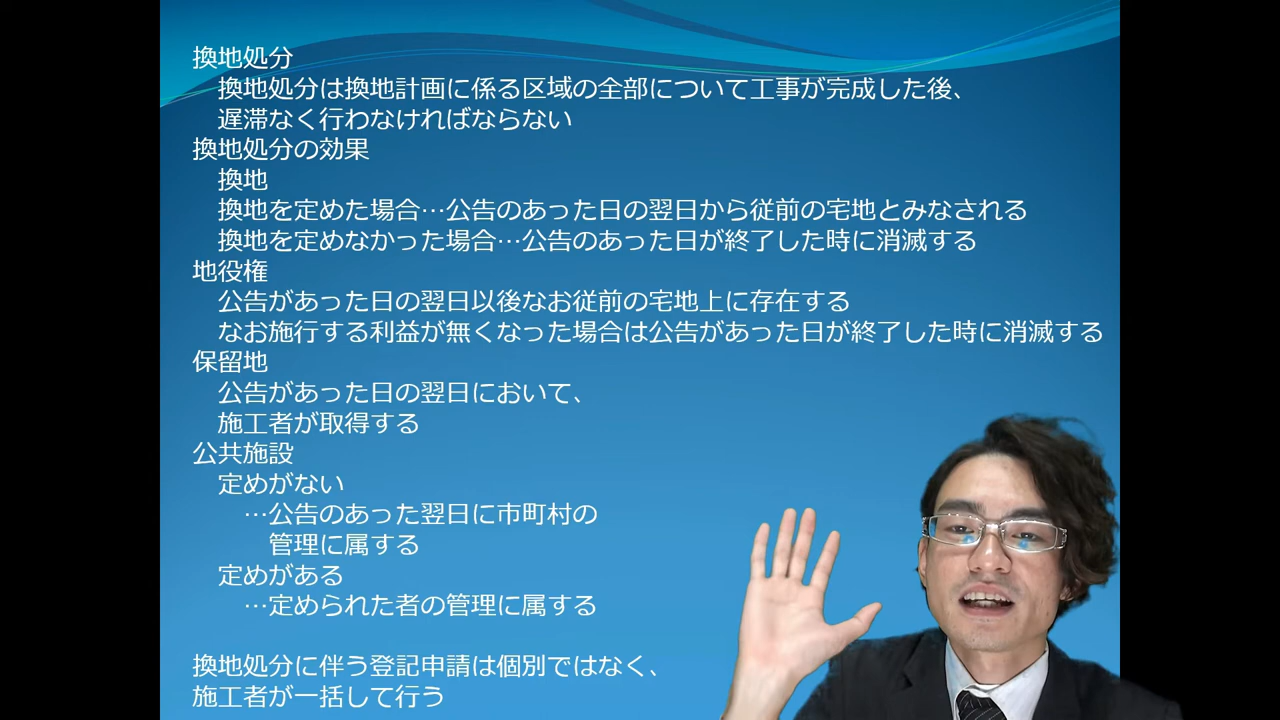 換地処分
換地処分は換地計画に係る区域の全部について工事が完成した後、
遅滞なく行わなければならない
換地処分の効果
換地
換地を定めた場合…公告のあった日の翌日から従前の宅地とみなされる
換地を定めなかった場合…公告のあった日が終了した時に消滅する
地役権
公告があった日の翌日以後なお従前の宅地上に存在する
なお施行する利益が無くなった場合は公告があった日が終了した時に消滅する
保留地
公告があった日の翌日において、
施工者が取得する
公共施設
定めがない
…公告のあった翌日に市町村の
管理に属する
定めがある
…定められた者の管理に属する
換地処分に伴う登記申請は個別ではなく、
施工者が一括して行う